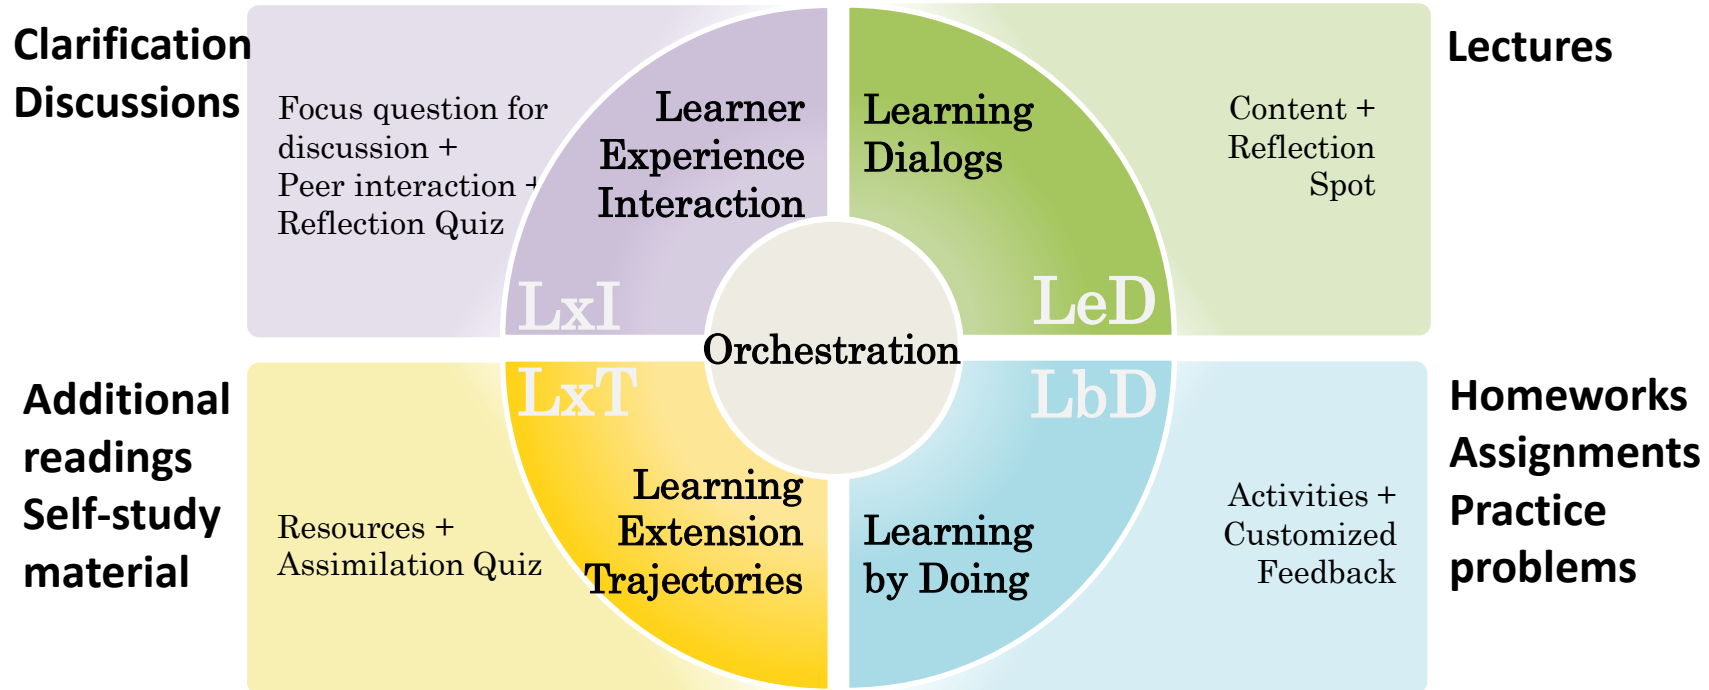 Clarification
Discussions
Focus question for
discussion +
Peer interaction +
Reflection Quiz
Learner
Experience
Interaction
LxI
Learning
Dialogs
LeD
Content +
Reflection
Spot
Lectures
Orchestration
Additional
readings
Self-study
material
Resources +
Assimilation Quiz
LxT
Learning
Extension
Trajectories
LbD
Learning
by Doing
Activities +
Customized
Feedback
Homeworks
Assignments
Practice
problems